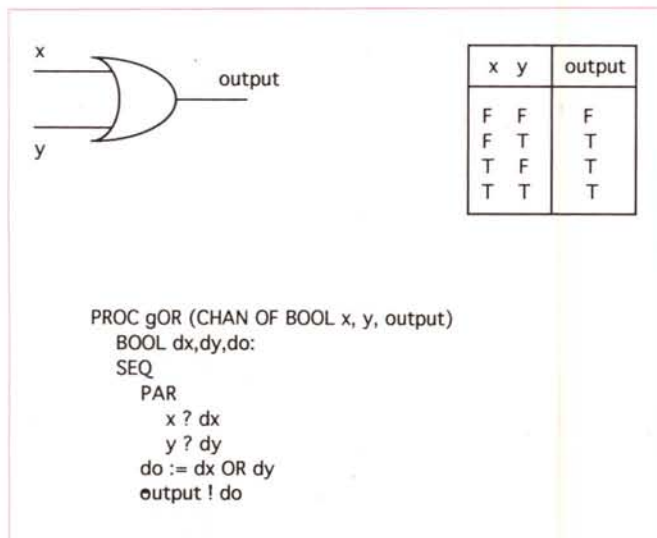 x
output
y
x y output
F F F
F T T
T F T
T T T
PROC gOR (CHAN OF BOOL x, y, output)
BOOL dx,dy,do:
SEQ
PAR
x ? dx
y ? dy
do := dx OR dy
output ! do